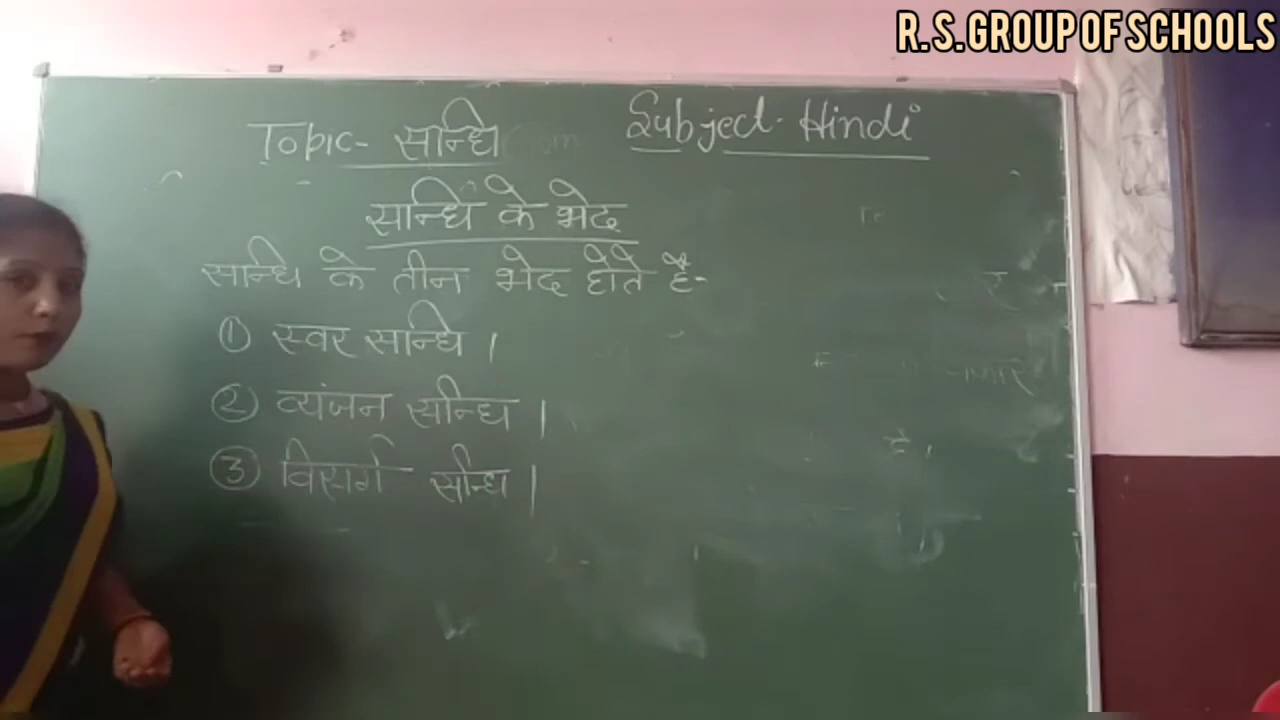 R.S.GROUP OF SCHOOLS
Topic- सन्धि Subject- Hindi
सन्धि के भेद
सन्धि के तीन भेद होते है-
① स्वर सन्धि।
② व्यंजन सन्धि।
③ विसर्ग सन्धि।